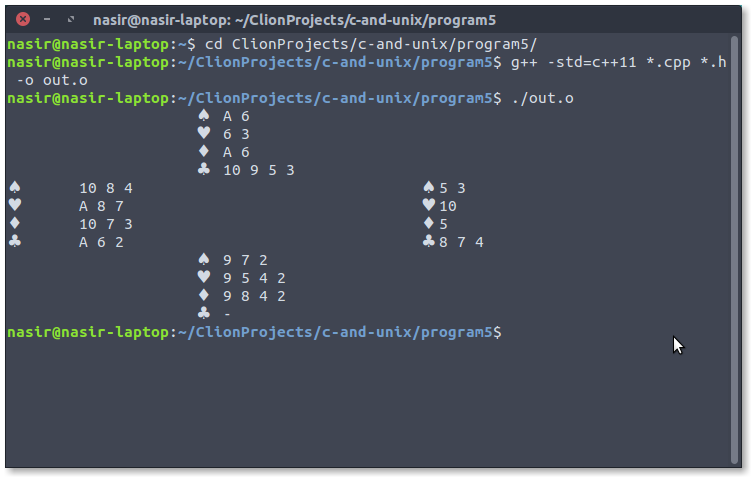 nasir@nasir-laptop: ~/ClionProjects/c-and-unix/program5
nasir@nasir-laptop:~$ cd ClionProjects/c-and-unix/program5/
nasir@nasir-laptop:~/ClionProjects/c-and-unix/program5$ g++ -std=c++11 *.cpp *.h
-o out.o
nasir@nasir-laptop:~/ClionProjects/c-and-unix/program5$ ./out.o
♠ A 6
♥ 6 3
♦ A 6
♣ 10 9 5 3
♠ 10 8 4 ♠ 5 3
♥ A 8 7 ♥ 10
♦ 10 7 3 ♦ 5
♣ A 6 2 ♣ 8 7 4
♠ 9 7 2
♥ 9 5 4 2
♦ 9 8 4 2
♣ -
nasir@nasir-laptop:~/ClionProjects/c-and-unix/program5$